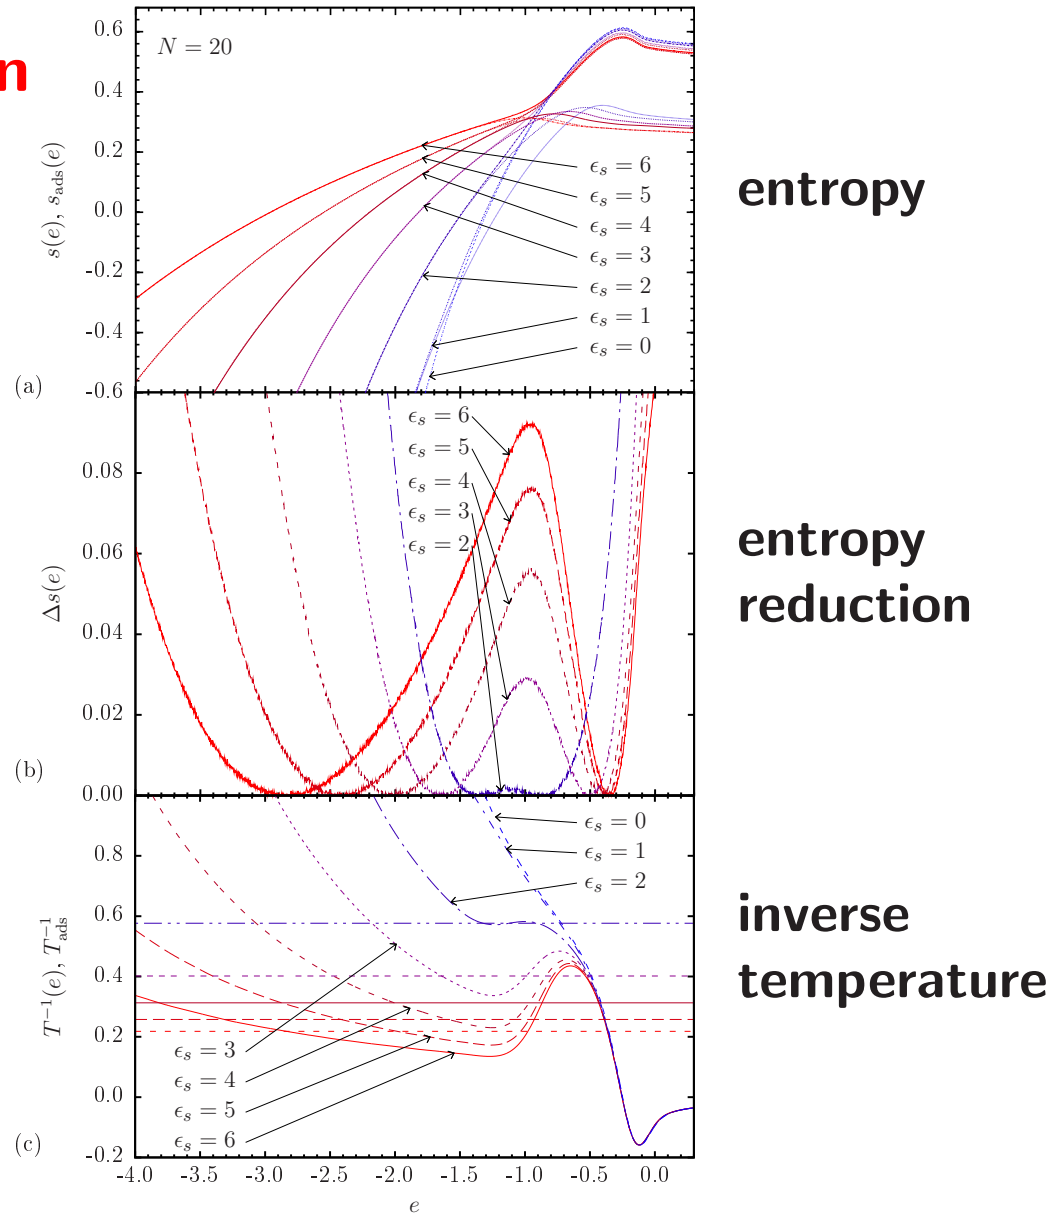 n
N = 20
0.6
0.4
0.2
0.0
-0.2
-0.4
-0.6
s(e), s_ads(e)
ϵ_s = 6
ϵ_s = 5
ϵ_s = 4
ϵ_s = 3
ϵ_s = 2
ϵ_s = 1
ϵ_s = 0
(a)
entropy
0.08
0.06
0.04
0.02
0.00
Δs(e)
ϵ_s = 6
ϵ_s = 5
ϵ_s = 4
ϵ_s = 3
ϵ_s = 2
(b)
entropy
reduction
0.8
0.6
0.4
0.2
0.0
-0.2
T⁻¹(e), T⁻¹_ads
ϵ_s = 0
ϵ_s = 1
ϵ_s = 2
ϵ_s = 3
ϵ_s = 4
ϵ_s = 5
ϵ_s = 6
(c)
inverse
temperature
-4.0 -3.5 -3.0 -2.5 -2.0 -1.5 -1.0 -0.5 0.0
e